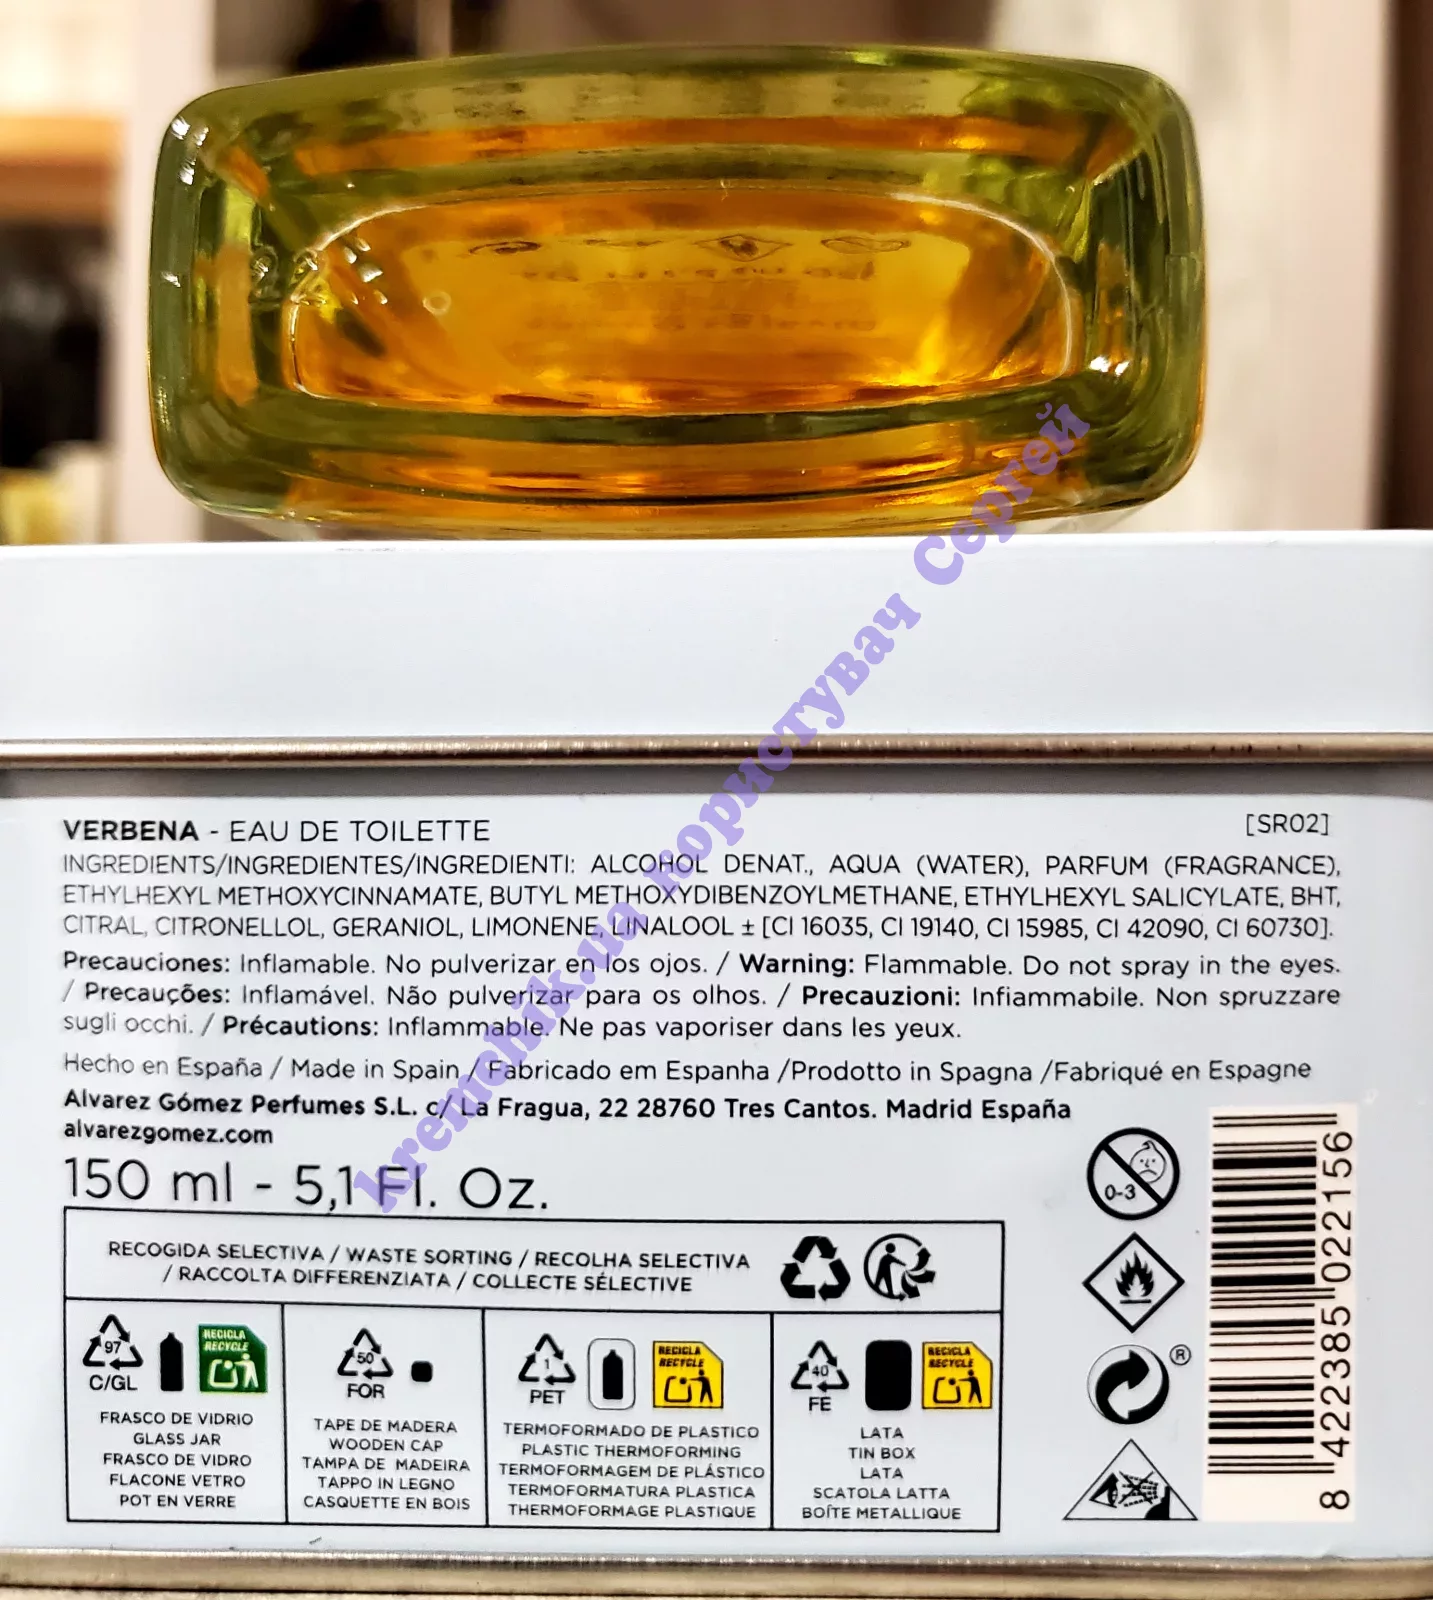 22
VERBENA - EAU DE TOILETTE
[SR02]
INGREDIENTS/INGREDIENTES/INGREDIENTI: ALCOHOL DENAT., AQUA (WATER), PARFUM (FRAGRANCE),
ETHYLHEXYL METHOXYCINNAMATE, BUTYL METHOXYDIBENZOYLMETHANE, ETHYLHEXYL SALICYLATE, BHT,
CITRAL, CITRONELLOL, GERANIOL, LIMONENE, LINALOOL ± [CI 16035, CI 19140, CI 15985, CI 42090, CI 60730].
Precauciones: Inflamable. No pulverizar en los ojos. / Warning: Flammable. Do not spray in the eyes.
/ Precauções: Inflamável. Não pulverizar para os olhos. / Precauzioni: Infiammabile. Non spruzzare
sugli occhi. / Précautions: Inflammable. Ne pas vaporiser dans les yeux.
Hecho en España / Made in Spain / Fabricado em Espanha /Prodotto in Spagna /Fabriqué en Espagne
Alvarez Gómez Perfumes S.L. c/ La Fragua, 22 28760 Tres Cantos. Madrid España
alvarezgomez.com
150 ml - 5,1 Fl. Oz.
RECOGIDA SELECTIVA / WASTE SORTING / RECOLHA SELECTIVA
/ RACCOLTA DIFFERENZIATA / COLLECTE SÉLECTIVE
97
C/GL
RECICLA
RECYCLE
FRASCO DE VIDRIO
GLASS JAR
FRASCO DE VIDRO
FLACONE VETRO
POT EN VERRE
50
FOR
TAPE DE MADERA
WOODEN CAP
TAMPA DE MADEIRA
TAPPO IN LEGNO
CASQUETTE EN BOIS
1
PET
RECICLA
RECYCLE
TERMOFORMADO DE PLASTICO
PLASTIC THERMOFORMING
TERMOFORMAGEM DE PLÁSTICO
TERMOFORMATURA PLASTICA
THERMOFORMAGE PLASTIQUE
40
FE
RECICLA
RECYCLE
LATA
TIN BOX
LATA
SCATOLA LATTA
BOÎTE METALLIQUE
0-3
®
8 422385 022156
kremchik.ua Користувач Сергей